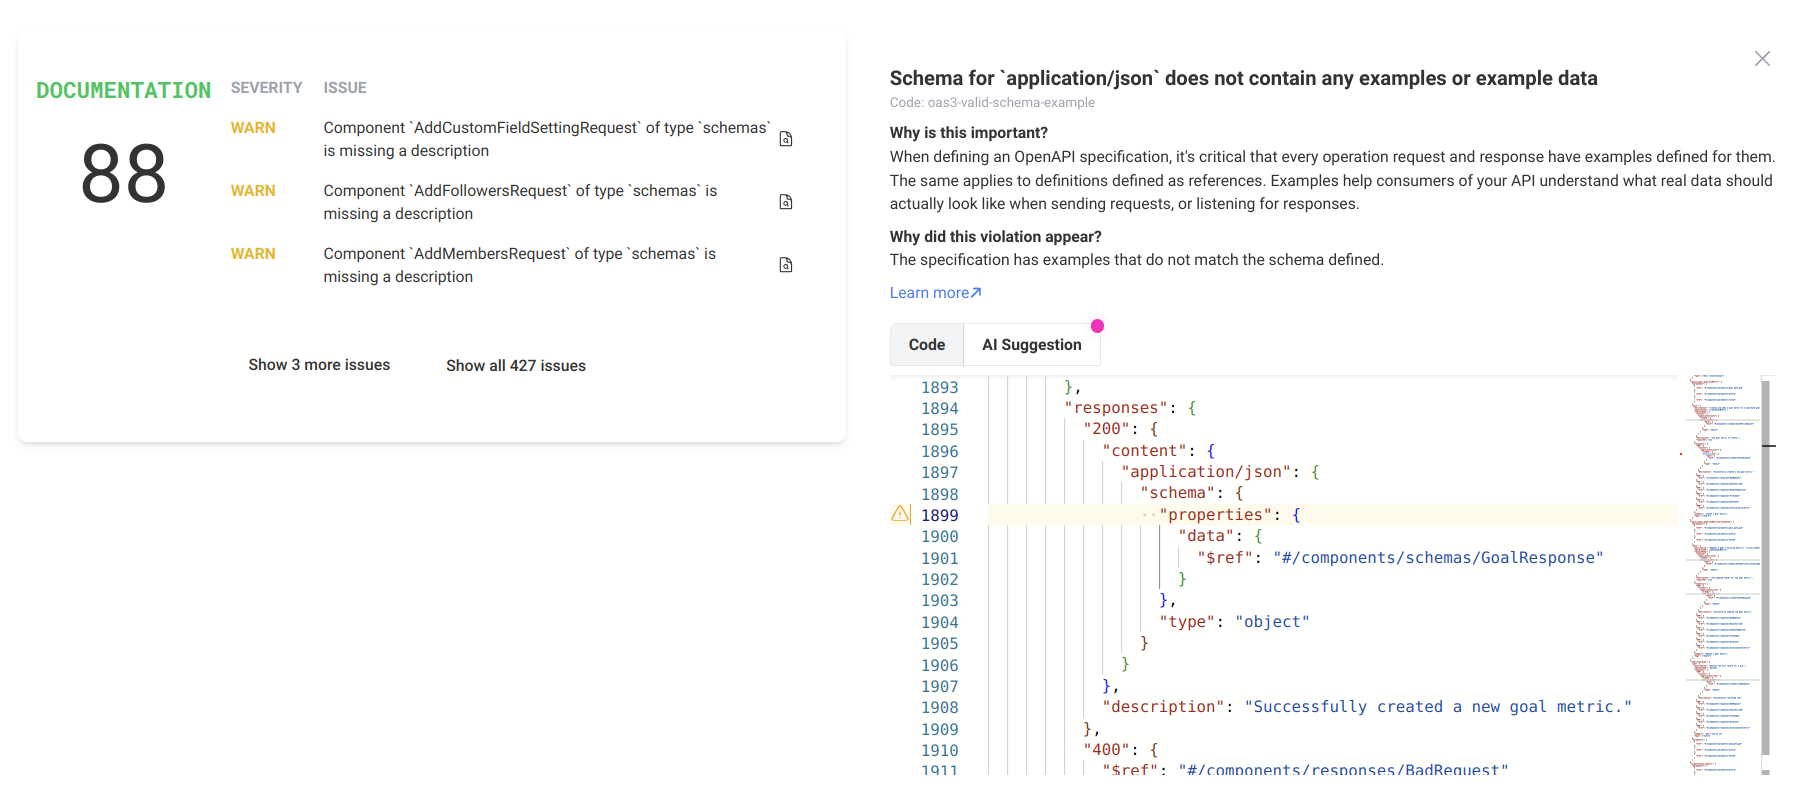 DOCUMENTATION
88
SEVERITY ISSUE
WARN Component `AddCustomFieldSettingRequest` of type `schemas`
is missing a description
WARN Component `AddFollowersRequest` of type `schemas` is
missing a description
WARN Component `AddMembersRequest` of type `schemas` is
missing a description
Show 3 more issues Show all 427 issues
Schema for `application/json` does not contain any examples or example data
Code: oas3-valid-schema-example
Why is this important?
When defining an OpenAPI specification, it's critical that every operation request and response have examples defined for them.
The same applies to definitions defined as references. Examples help consumers of your API understand what real data should
actually look like when sending requests, or listening for responses.
Why did this violation appear?
The specification has examples that do not match the schema defined.
Learn more
Code AI Suggestion
1893 },
1894 "responses": {
1895 "200": {
1896 "content": {
1897 "application/json": {
1898 "schema": {
1899 "properties": {
1900 "data": {
1901 "$ref": "#/components/schemas/GoalResponse"
1902 }
1903 },
1904 "type": "object"
1905 }
1906 }
1907 },
1908 "description": "Successfully created a new goal metric."
1909 },
1910 "400": {
1911 "$ref": "#/components/responses/BadRequest"